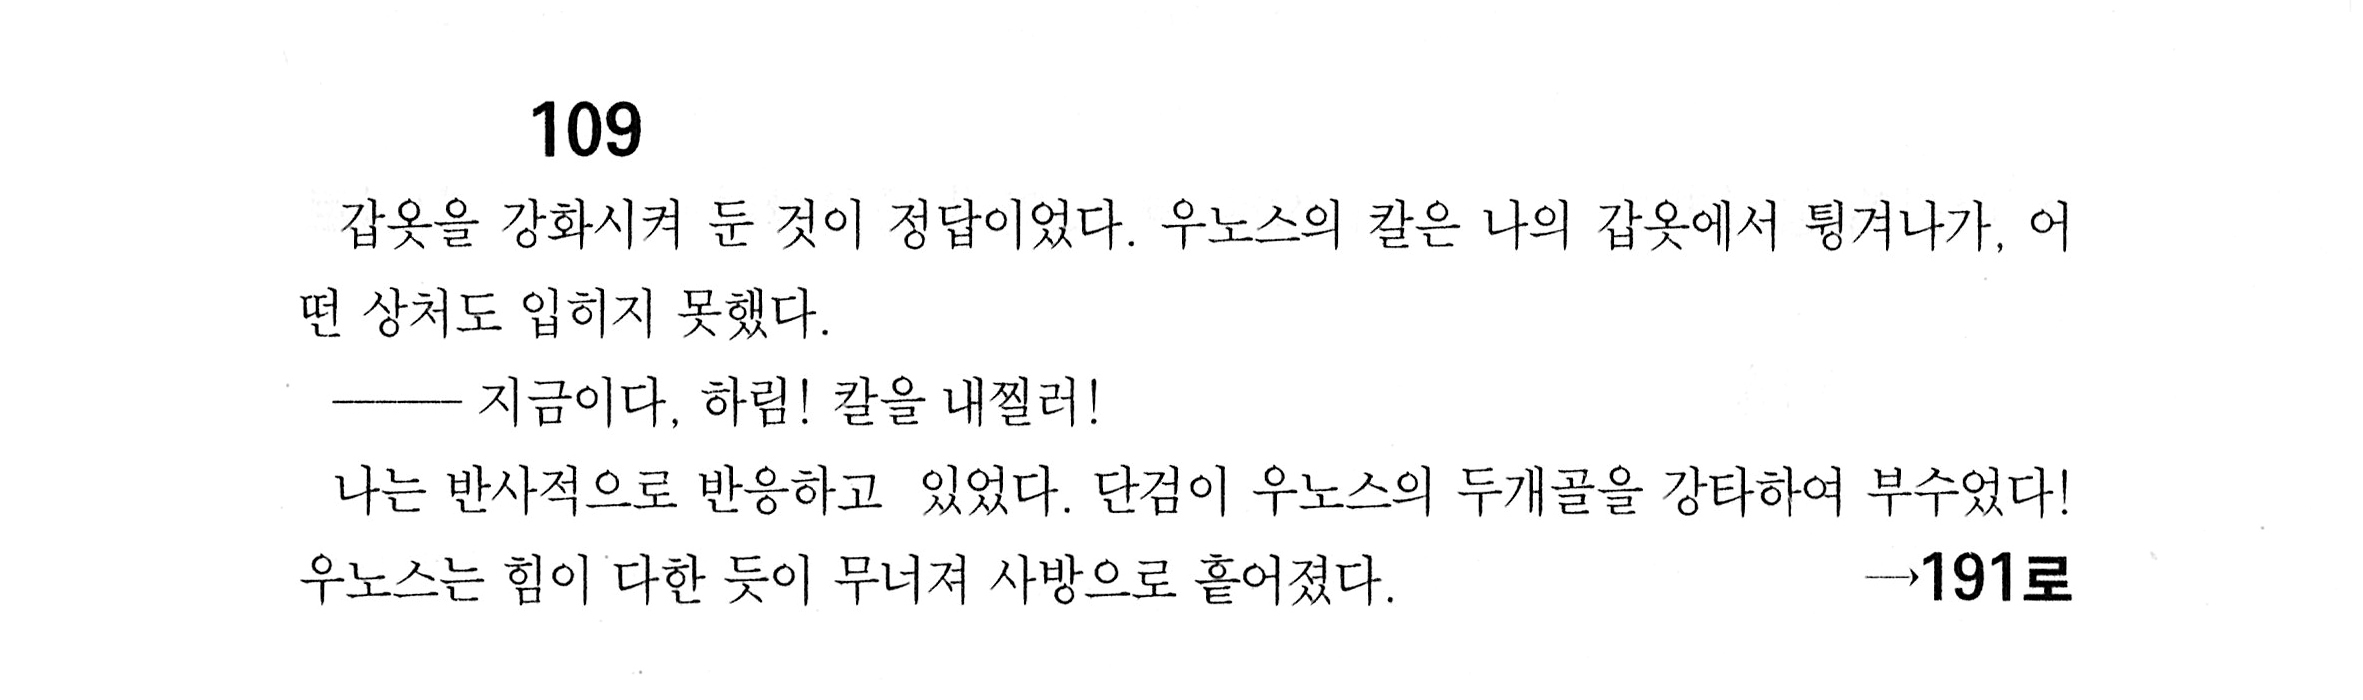 109
갑옷을 강화시켜 둔 것이 정답이었다. 우노스의 칼은 나의 갑옷에서 튕겨나가, 어
떤 상처도 입히지 못했다.
─── 지금이다, 하림! 칼을 내찔러!
나는 반사적으로 반응하고 있었다. 단검이 우노스의 두개골을 강타하여 부수었다!
우노스는 힘이 다한 듯이 무너져 사방으로 흩어졌다. →191로